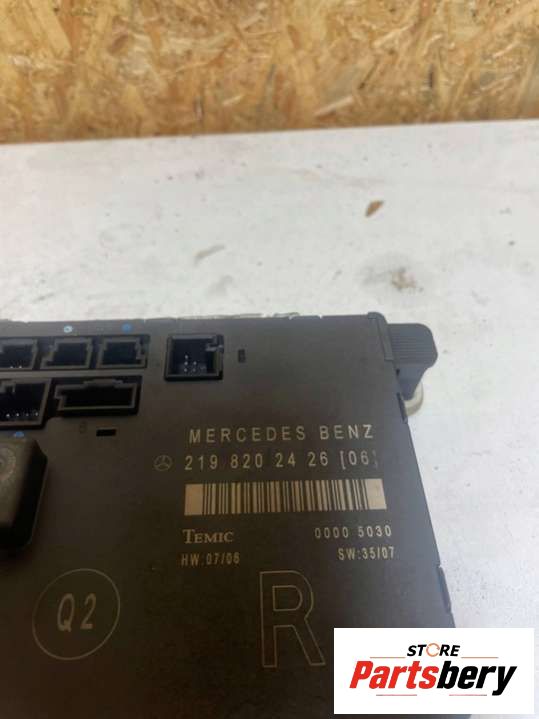 MERCEDES BENZ
219 820 24 26 [06]
TEMIC
0000 5030
HW:07/06
SW:35/07
Q2
R
STORE
Partsbery